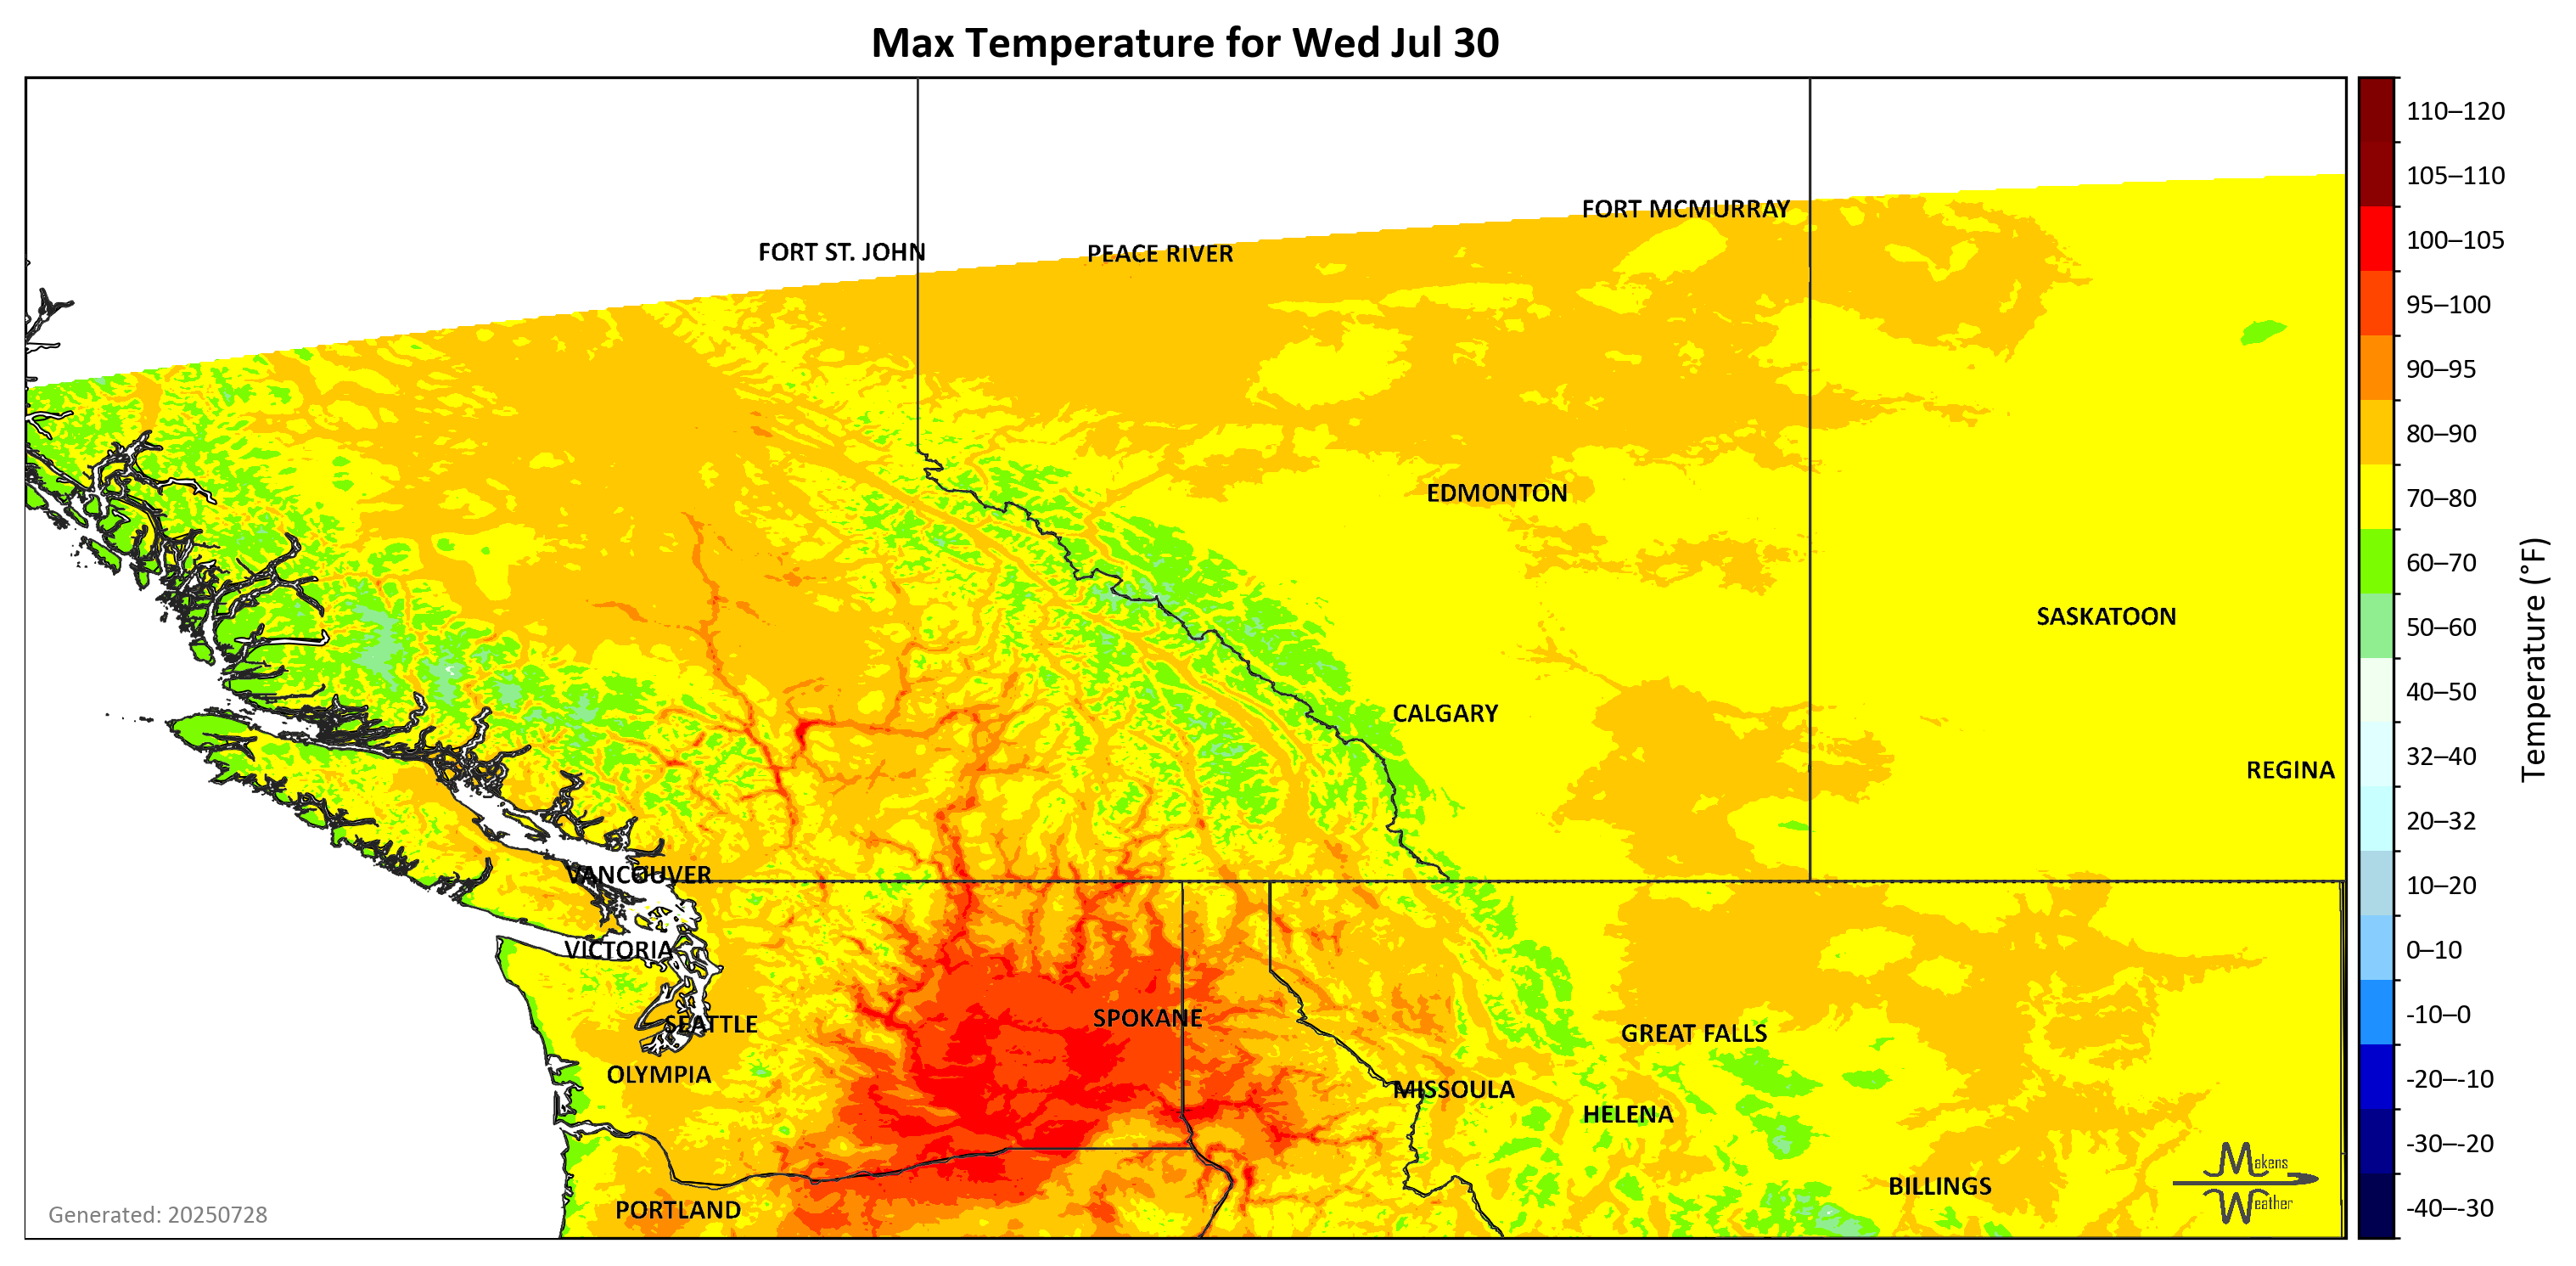 Max Temperature for Wed Jul 30
FORT MCMURRAY
FORT ST. JOHN
PEACE RIVER
EDMONTON
SASKATOON
CALGARY
REGINA
VANCOUVER
VICTORIA
SPOKANE
SEATTLE
GREAT FALLS
OLYMPIA
MISSOULA
HELENA
BILLINGS
PORTLAND
Makens
Weather
Generated: 20250728
110–120
105–110
100–105
95–100
90–95
80–90
70–80
60–70
50–60
40–50
32–40
20–32
10–20
0–10
-10–0
-20–-10
-30–-20
-40–-30
Temperature (°F)